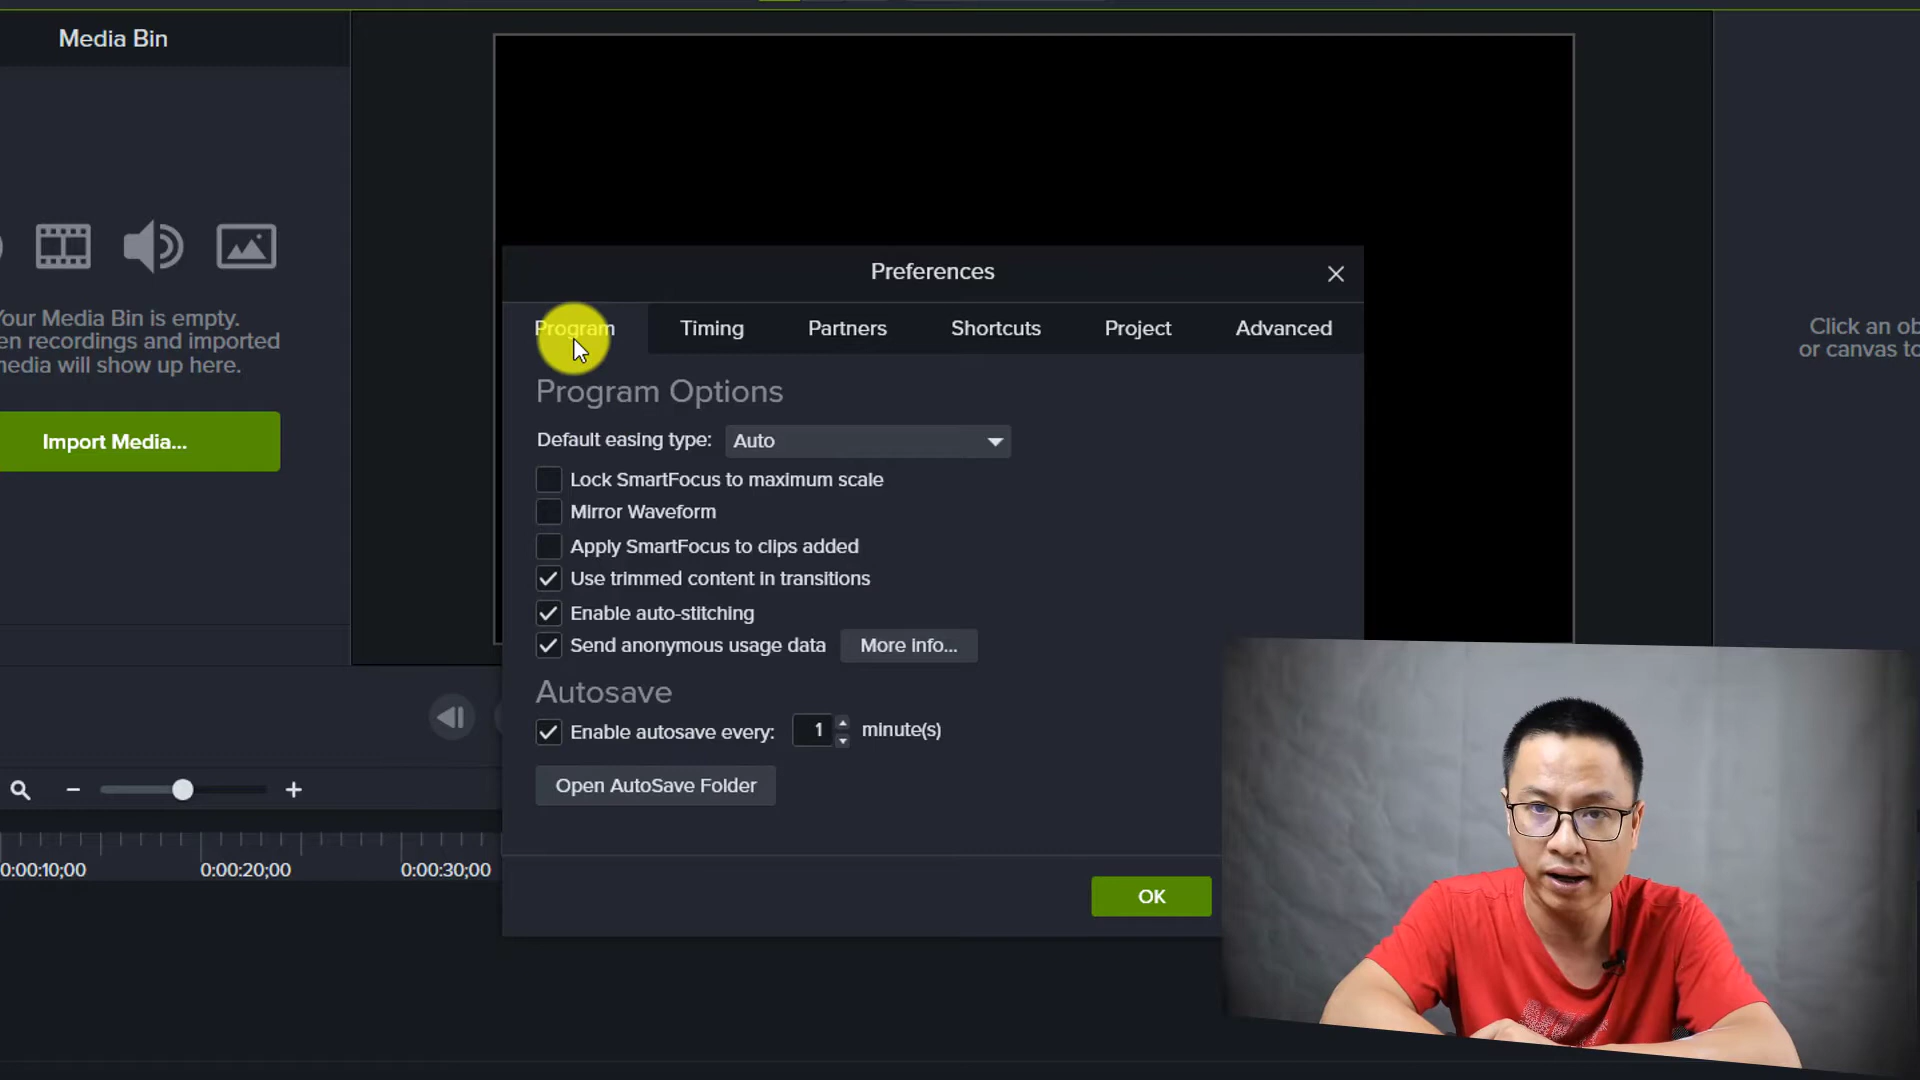 Media Bin
Your Media Bin is empty.
en recordings and imported
media will show up here.
Import Media...
Preferences
Program
Timing
Partners
Shortcuts
Project
Advanced
Program Options
Default easing type:
Auto
Lock SmartFocus to maximum scale
Mirror Waveform
Apply SmartFocus to clips added
Use trimmed content in transitions
Enable auto-stitching
Send anonymous usage data
More info...
Autosave
Enable autosave every:
1
minute(s)
Open AutoSave Folder
OK
Click an ob
or canvas to
0:00:10;00
0:00:20;00
0:00:30;00